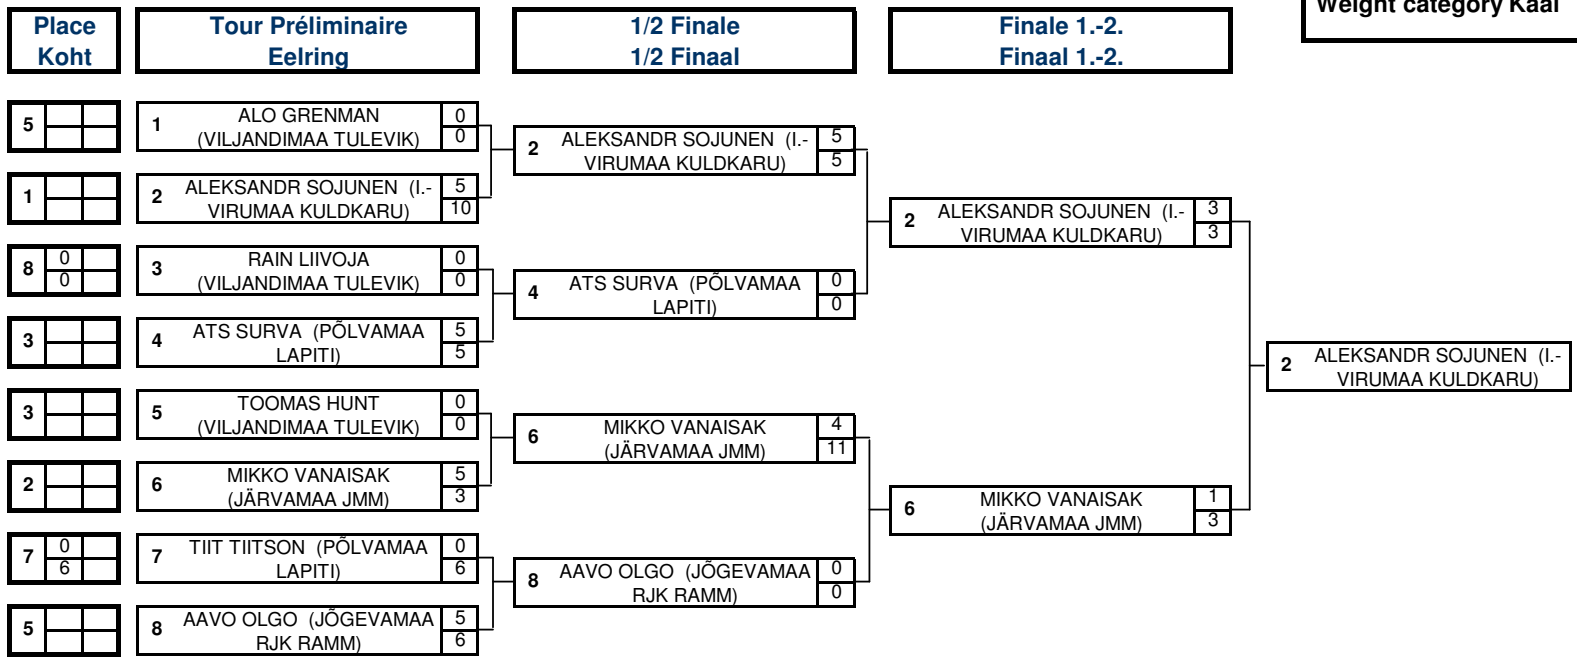 Weight category Kaal
Place
Koht
Tour Préliminaire
Eelring
1/2 Finale
1/2 Finaal
Finale 1.-2.
Finaal 1.-2.
5
1
ALO GRENMAN
(VILJANDIMAA TULEVIK)
0
0
1
2
ALEKSANDR SOJUNEN (I.-
VIRUMAA KULDKARU)
5
10
8
0
0
3
RAIN LIIVOJA
(VILJANDIMAA TULEVIK)
0
0
3
4
ATS SURVA (PÕLVAMAA
LAPITI)
5
5
3
5
TOOMAS HUNT
(VILJANDIMAA TULEVIK)
0
0
2
6
MIKKO VANAISAK
(JÄRVAMAA JMM)
5
3
7
0
6
7
TIIT TIITSON (PÕLVAMAA
LAPITI)
0
6
5
8
AAVO OLGO (JÕGEVAMAA
RJK RAMM)
5
6
2
ALEKSANDR SOJUNEN (I.-
VIRUMAA KULDKARU)
5
5
4
ATS SURVA (PÕLVAMAA
LAPITI)
0
0
6
MIKKO VANAISAK
(JÄRVAMAA JMM)
4
11
8
AAVO OLGO (JÕGEVAMAA
RJK RAMM)
0
0
2
ALEKSANDR SOJUNEN (I.-
VIRUMAA KULDKARU)
3
3
6
MIKKO VANAISAK
(JÄRVAMAA JMM)
1
3
2
ALEKSANDR SOJUNEN (I.-
VIRUMAA KULDKARU)